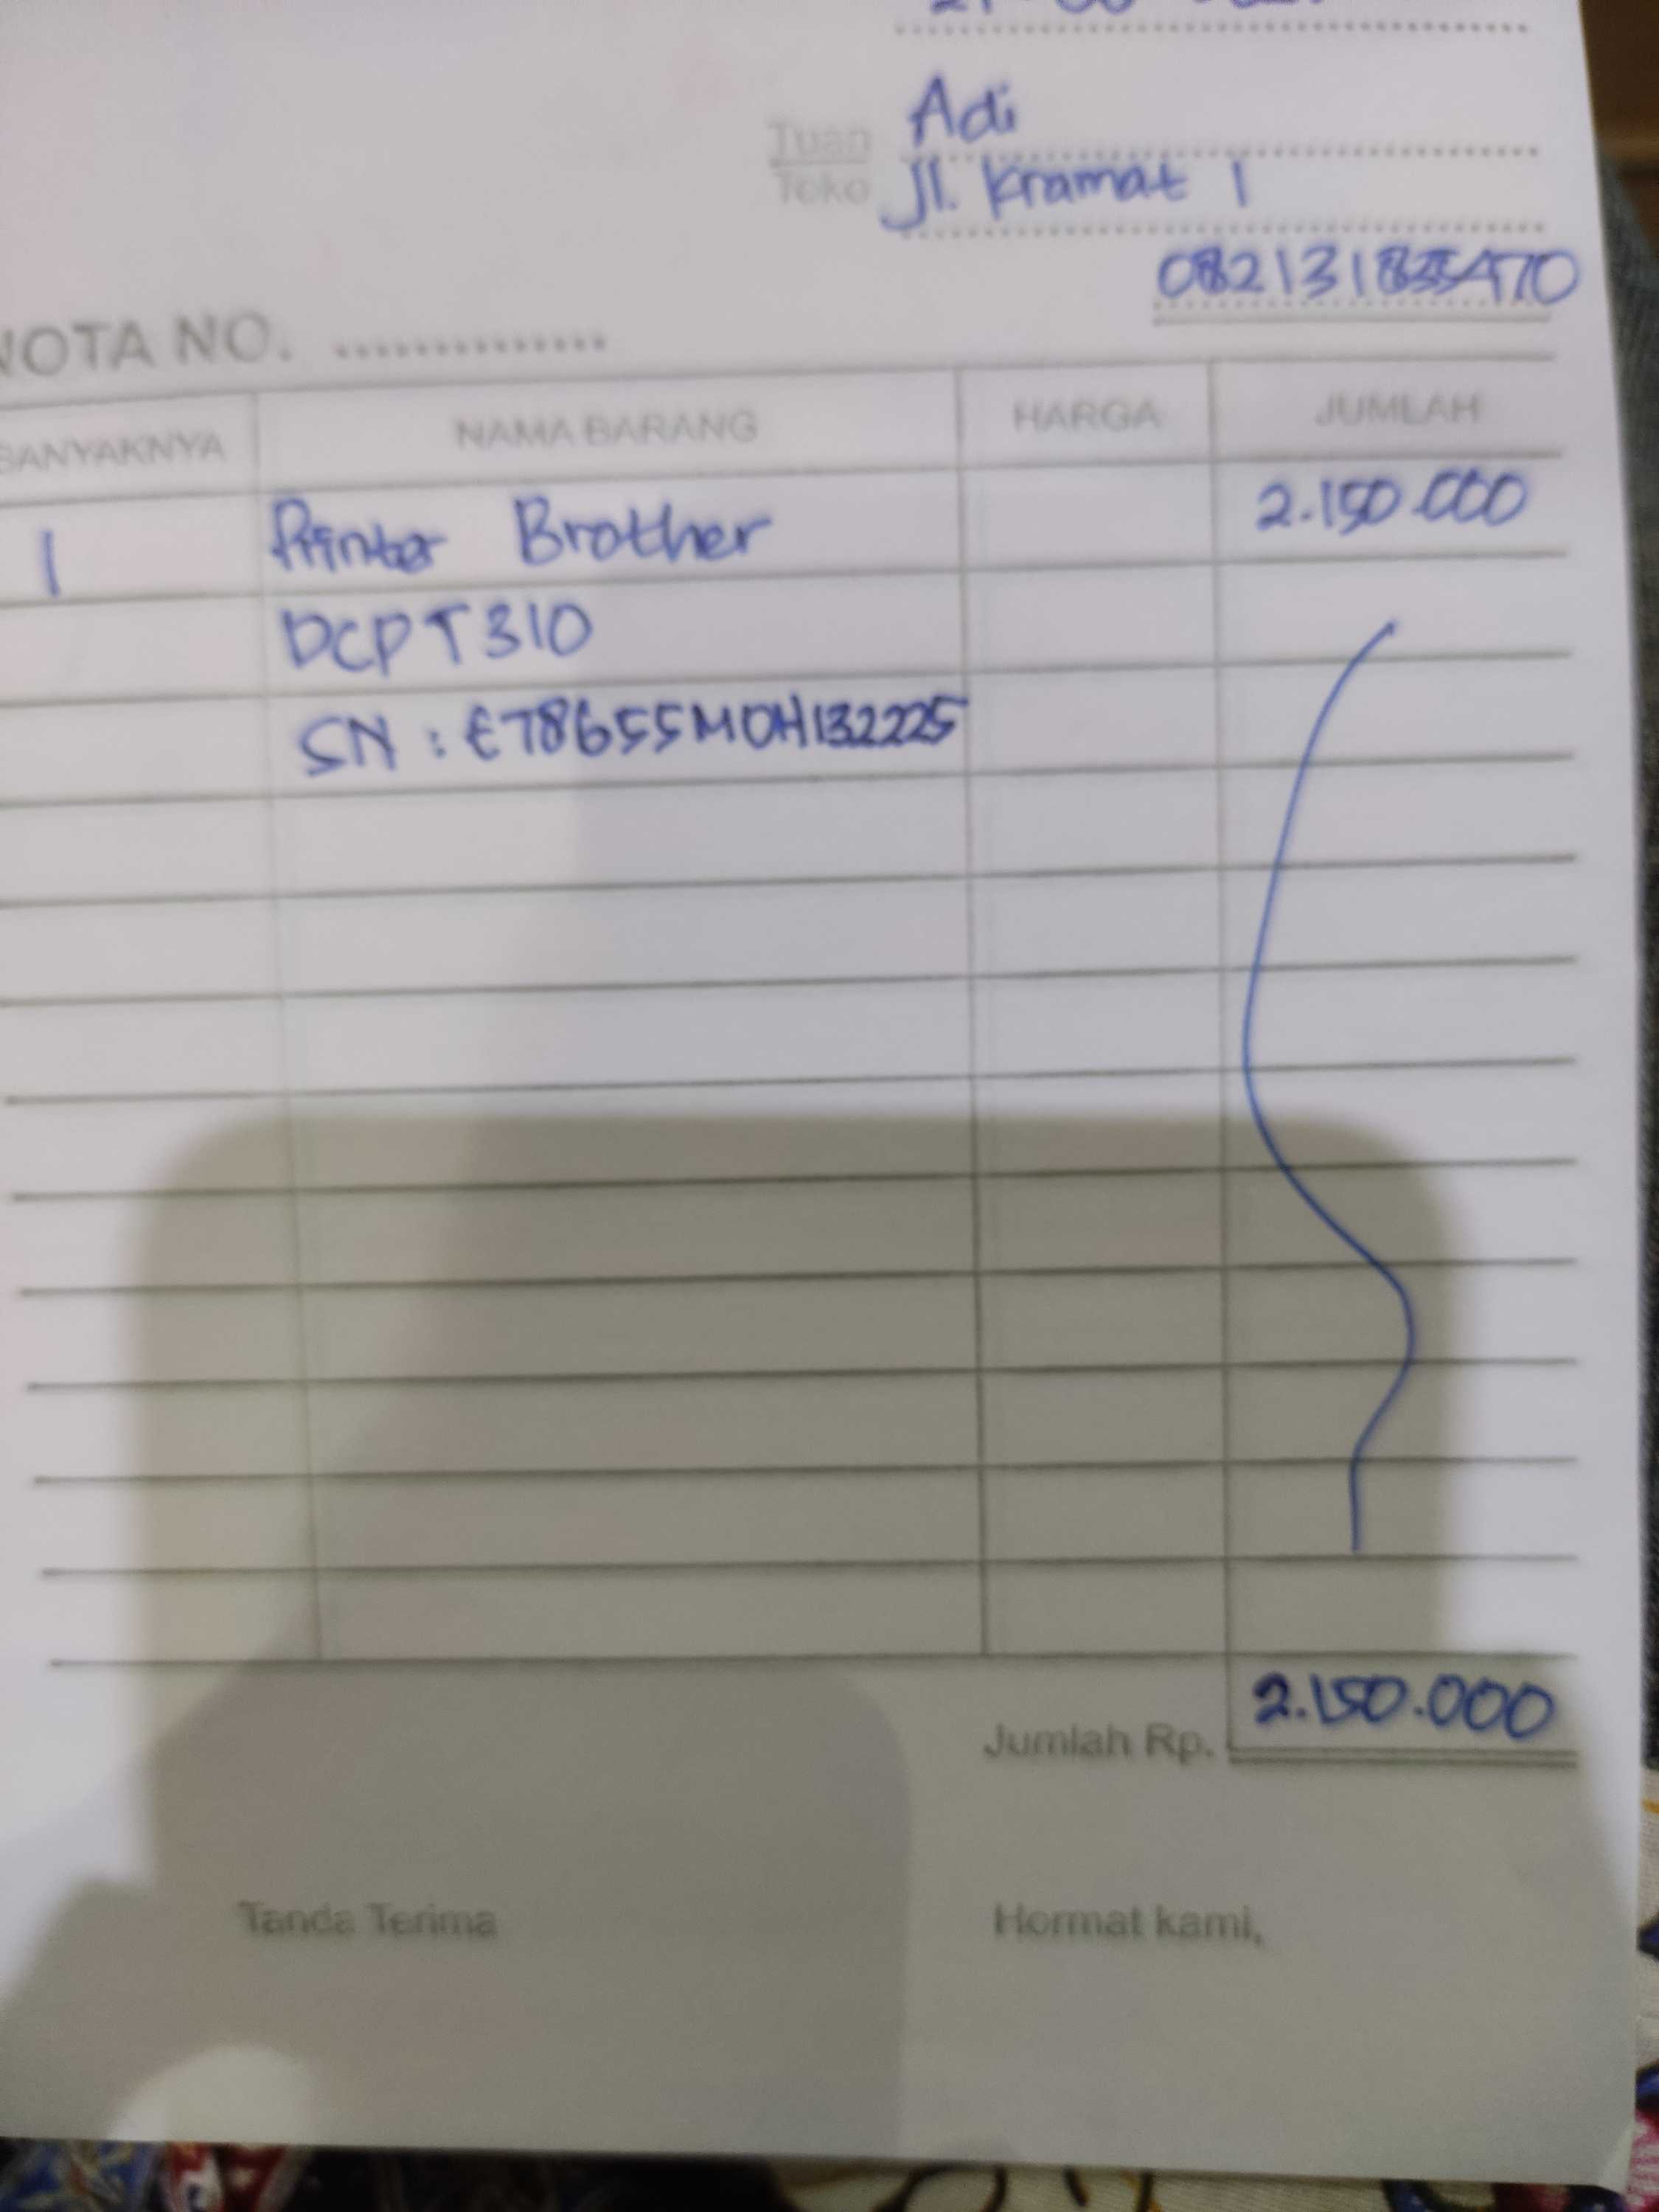 Adi
Tuan
Toko
Jl. Kramat 1
NOTA NO. ..............
BANYAKNYA NAMA BARANG HARGA JUMLAH
1 Printer Brother 2.150.000
DCPT310
SN : E78655M0H132225
Jumlah Rp. 2.150.000
Tanda Terima Hormat kami,